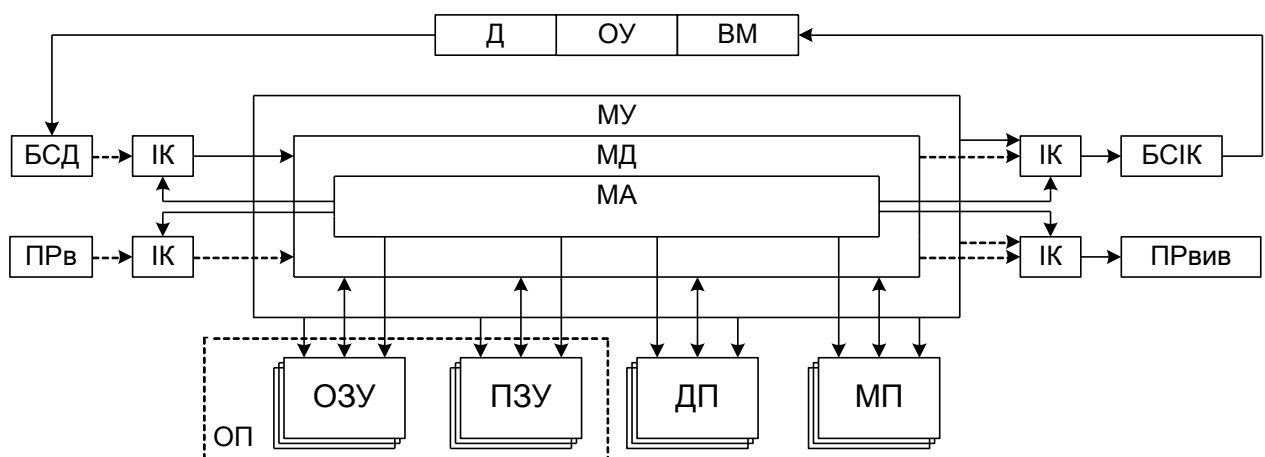 Д ОУ ВМ
МУ
БСД ІК МД ІК БСІК
МА
ПРв ІК ІК ПРвив
ОЗУ ПЗУ ДП МП
ОП